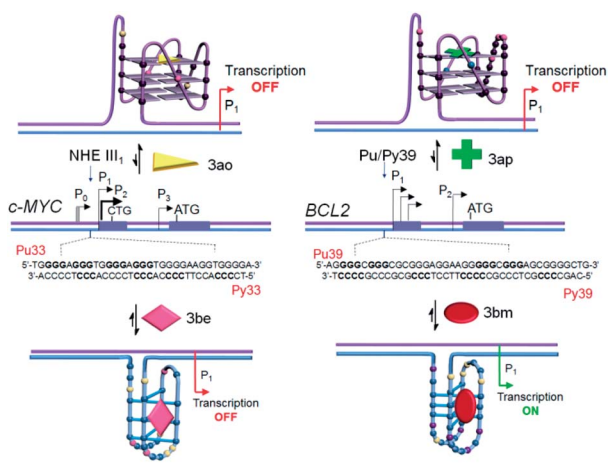 Transcription
OFF
P1
Transcription
OFF
P1
NHE III1
3ao
Pu/Py39
3ap
c-MYC
P0
P1
P2
CTG
P3
ATG
BCL2
P1
P2
ATG
Pu33
5'-TGGGGAGGGTGGGGAGGGTGGGGAAGGTGGGGA-3'
3'-ACCCCTCCCACCCCTCCCACCCCTTCCACCCCT-5'
Py33
Pu39
5'-AGGGGCGGGCGCGGGAGGAAGGGGGCGGGAGCGGGGCTG
3'-TCCCCGCCCGCGCCCTCCTTCCCCCGCCCTCGCCCCGAC-5'
Py39
3be
3bm
P1
Transcription
OFF
P1
Transcription
ON